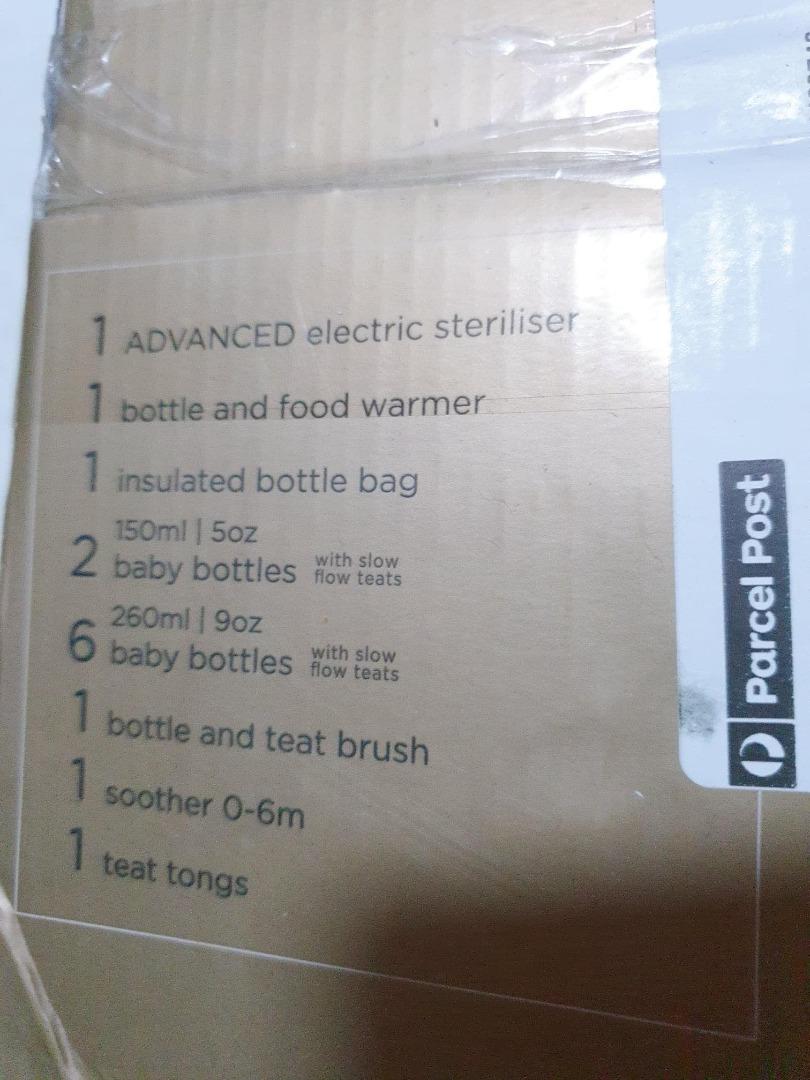 1 ADVANCED electric steriliser
1 bottle and food warmer
1 insulated bottle bag
150ml | 5oz
2 baby bottles with slow flow teats
260ml | 9oz
6 baby bottles with slow flow teats
1 bottle and teat brush
1 soother 0-6m
1 teat tongs
Parcel Post